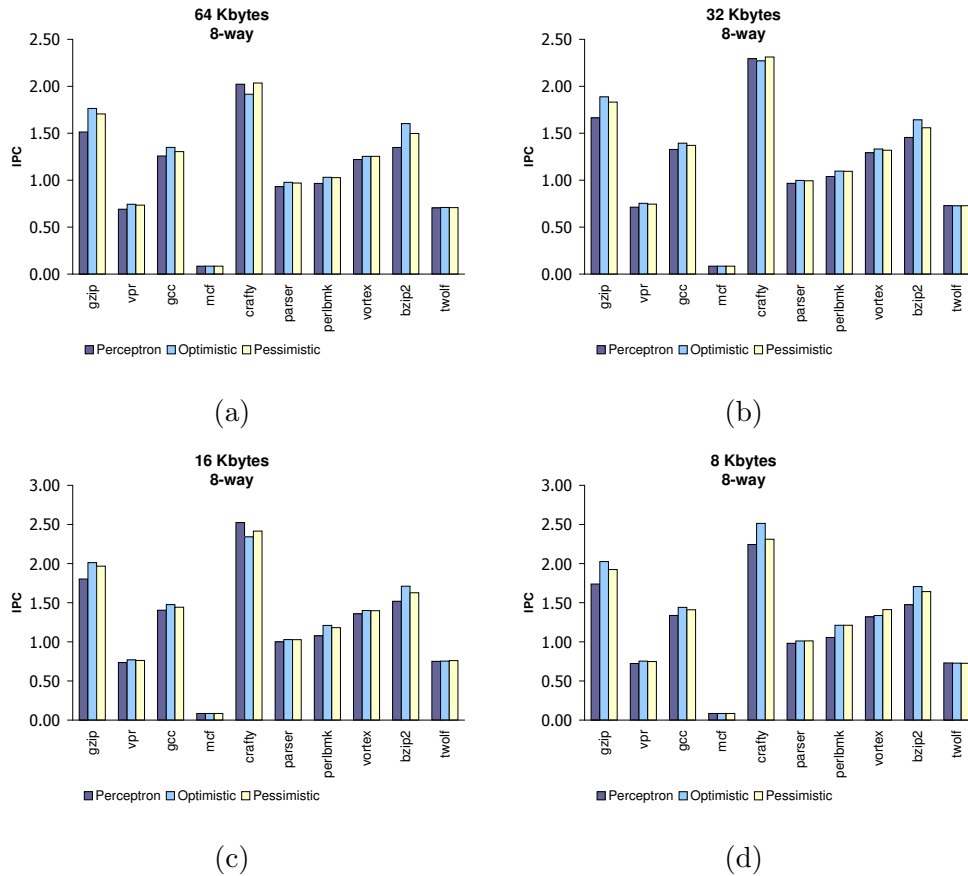 64 Kbytes
8-way
2.50
2.00
1.50
1.00
0.50
0.00
IPC
gzip
vpr
gcc
mcf
crafty
parser
perlbmk
vortex
bzip2
twolf
Perceptron Optimistic Pessimistic
(a)
32 Kbytes
8-way
2.50
2.00
1.50
1.00
0.50
0.00
IPC
gzip
vpr
gcc
mcf
crafty
parser
perlbmk
vortex
bzip2
twolf
Perceptron Optimistic Pessimistic
(b)
16 Kbytes
8-way
3.00
2.50
2.00
1.50
1.00
0.50
0.00
IPC
gzip
vpr
gcc
mcf
crafty
parser
perlbmk
vortex
bzip2
twolf
Perceptron Optimistic Pessimistic
(c)
8 Kbytes
8-way
3.00
2.50
2.00
1.50
1.00
0.50
0.00
IPC
gzip
vpr
gcc
mcf
crafty
parser
perlbmk
vortex
bzip2
twolf
Perceptron Optimistic Pessimistic
(d)